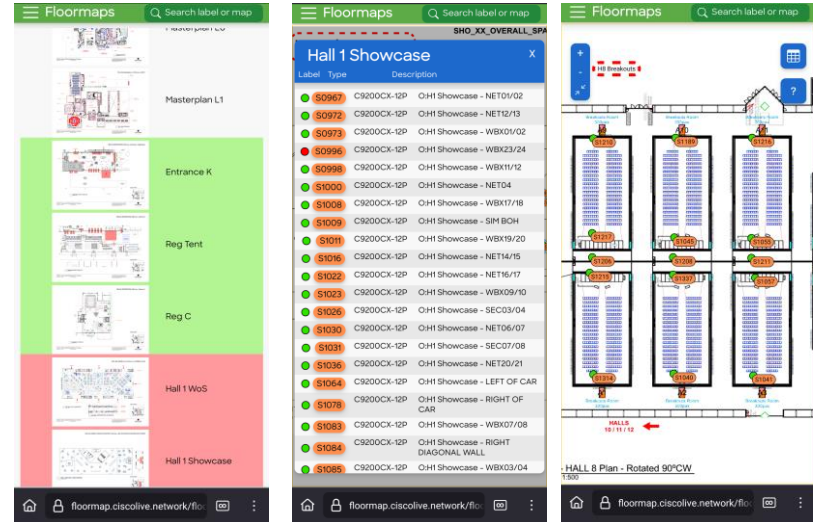 Floormaps
Search label or map
Masterplan L0
Masterplan L1
Entrance K
Reg Tent
Reg C
Hall 1 WoS
Hall 1 Showcase
floormap.ciscolive.network/floo
Floormaps
Search label or map
SHO_XX_OVERALL_SPA
Hall 1 Showcase
X
Label Type Description
S0967 C9200CX-12P O:H1 Showcase - NET01/02
S0972 C9200CX-12P O:H1 Showcase - NET12/13
S0973 C9200CX-12P O:H1 Showcase - WBX01/02
S0996 C9200CX-12P O:H1 Showcase - WBX23/24
S0998 C9200CX-12P O:H1 Showcase - WBX11/12
S1000 C9200CX-12P O:H1 Showcase - NET04
S1008 C9200CX-12P O:H1 Showcase - WBX17/18
S1009 C9200CX-12P O:H1 Showcase - SIM BOH
S1011 C9200CX-12P O:H1 Showcase - WBX19/20
S1016 C9200CX-12P O:H1 Showcase - NET14/15
S1022 C9200CX-12P O:H1 Showcase - NET16/17
S1023 C9200CX-12P O:H1 Showcase - WBX09/10
S1026 C9200CX-12P O:H1 Showcase - SEC03/04
S1030 C9200CX-12P O:H1 Showcase - NET06/07
S1031 C9200CX-12P O:H1 Showcase - SEC07/08
S1036 C9200CX-12P O:H1 Showcase - NET20/21
S1064 C9200CX-12P O:H1 Showcase - LEFT OF CAR
S1078 C9200CX-12P O:H1 Showcase - RIGHT OF
CAR
S1083 C9200CX-12P O:H1 Showcase - WBX07/08
S1084 C9200CX-12P O:H1 Showcase - RIGHT
DIAGONAL WALL
S1085 C9200CX-12P O:H1 Showcase - WBX03/04
floormap.ciscolive.network/floo
Floormaps
Search label or map
+
-
?
H8 Breakouts
S1218 S1189 S1216
S1217 S1045 S1055
S1206 S1208 S1211
S1215 S1337 S1057
S1314 S1040 S1041
HALLS
10 / 11 / 12
- HALL 8 Plan - Rotated 90°CW
1:500
floormap.ciscolive.network/floo